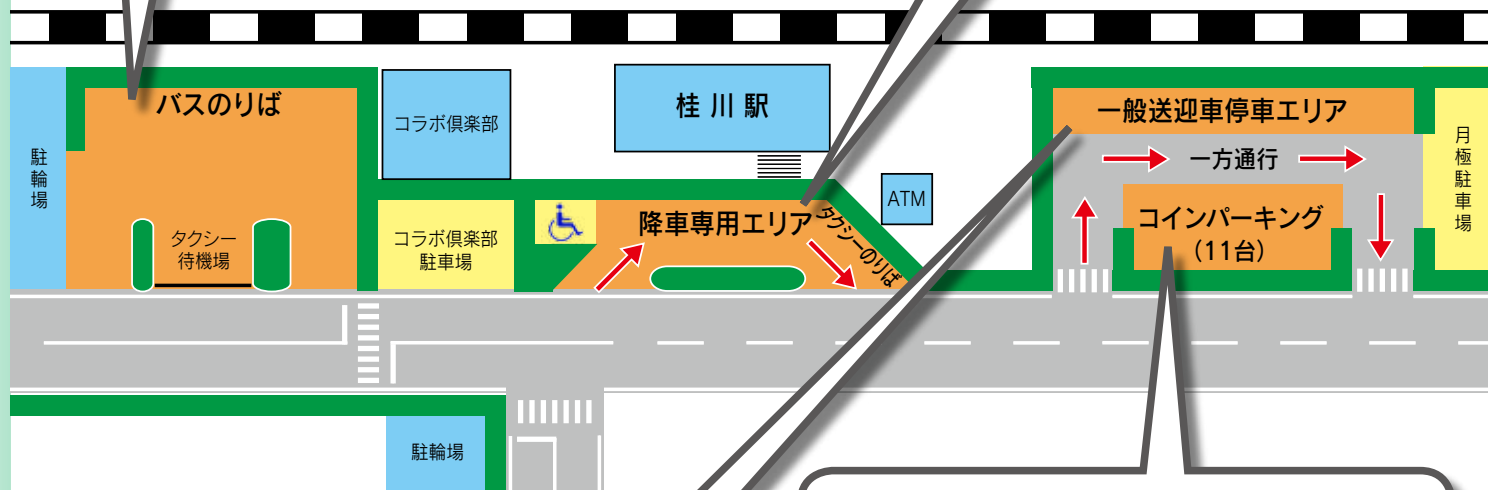 バスのりば
駐輪場
タクシー
待機場
コラボ倶楽部
コラボ倶楽部
駐車場
桂川駅
降車専用エリア
タクシーのりば
ATM
一般送迎車停車エリア
一方通行
コインパーキング
（11台）
月極駐車場
駐輪場